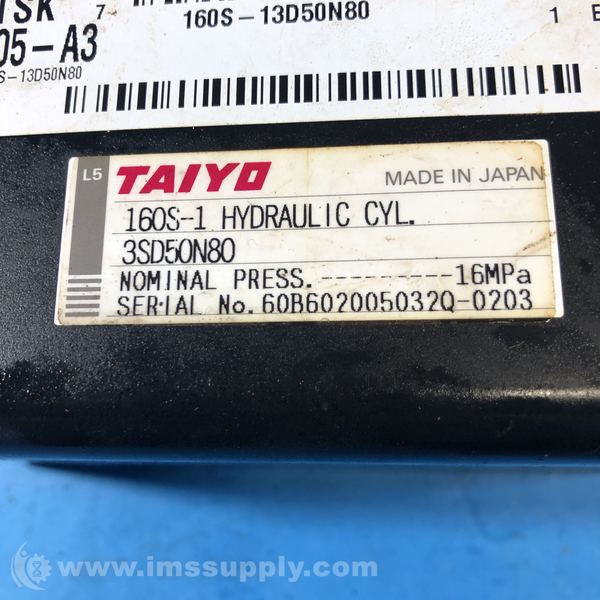 TSK 7 160S-13D50N80 1
05-A3
S-13D50N80
L5 TAIYO MADE IN JAPAN
160S-1 HYDRAULIC CYL.
3SD50N80
NOMINAL PRESS.---------16MPa
SERIAL No. 60B602005032Q-0203
www.imssupply.com